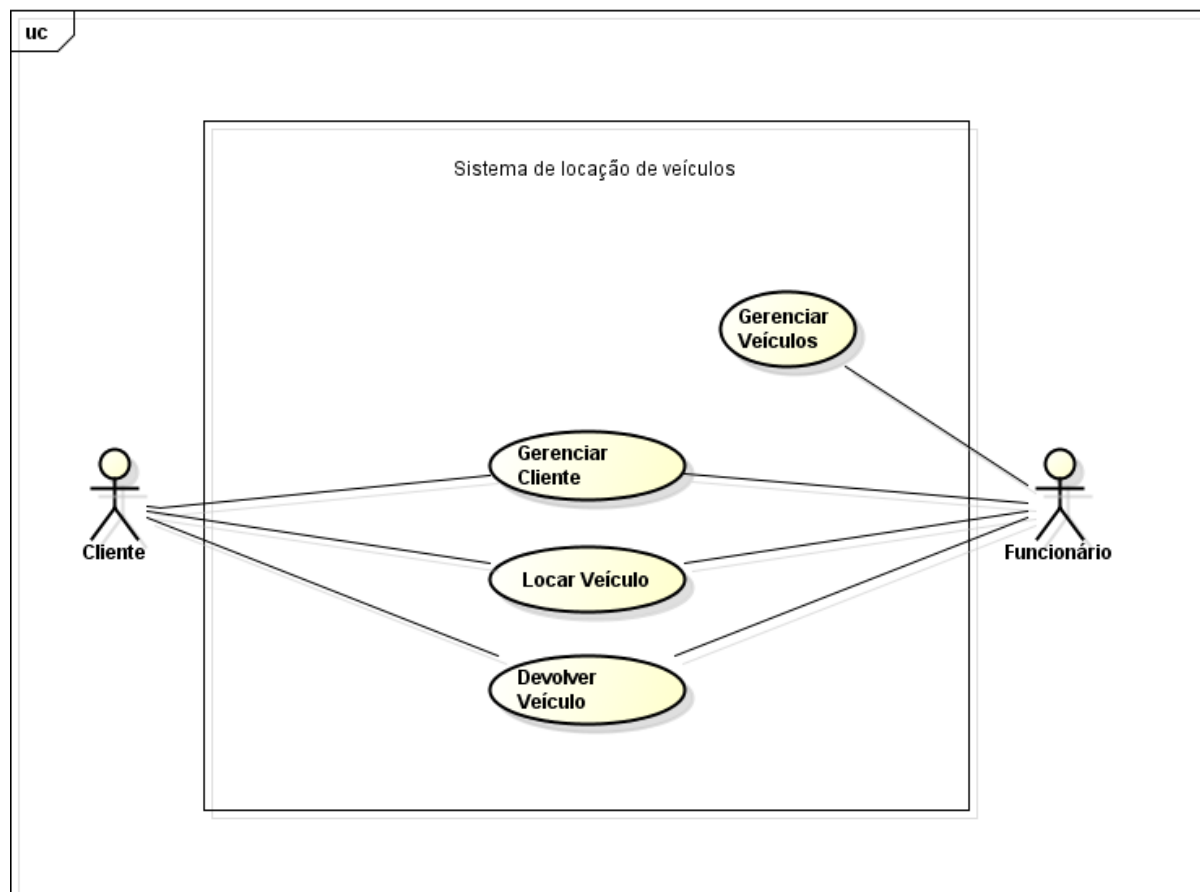 uc
Sistema de locação de veículos
Gerenciar
Veículos
Gerenciar
Cliente
Cliente
Funcionário
Locar Veículo
Devolver
Veículo